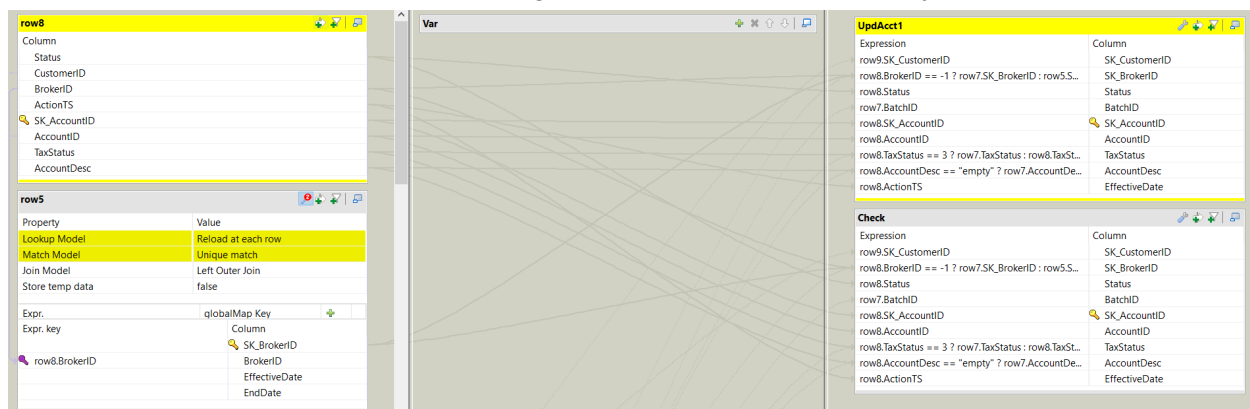 row8
Column
Status
CustomerID
BrokerID
ActionTS
SK_AccountID
AccountID
TaxStatus
AccountDesc
row5
Property Value
Lookup Model Reload at each row
Match Model Unique match
Join Model Left Outer Join
Store temp data false
Expr. globalMap Key
Expr. key Column
SK_BrokerID
row8.BrokerID BrokerID
EffectiveDate
EndDate
Var
UpdAcct1
Expression Column
row9.SK_CustomerID SK_CustomerID
row8.BrokerID == -1 ? row7.SK_BrokerID : row5.S... SK_BrokerID
row8.Status Status
row7.BatchID BatchID
row8.SK_AccountID SK_AccountID
row8.AccountID AccountID
row8.TaxStatus == 3 ? row7.TaxStatus : row8.TaxSt... TaxStatus
row8.AccountDesc == "empty" ? row7.AccountDe... AccountDesc
row8.ActionTS EffectiveDate
Check
Expression Column
row9.SK_CustomerID SK_CustomerID
row8.BrokerID == -1 ? row7.SK_BrokerID : row5.S... SK_BrokerID
row8.Status Status
row7.BatchID BatchID
row8.SK_AccountID SK_AccountID
row8.AccountID AccountID
row8.TaxStatus == 3 ? row7.TaxStatus : row8.TaxSt... TaxStatus
row8.AccountDesc == "empty" ? row7.AccountDe... AccountDesc
row8.ActionTS EffectiveDate